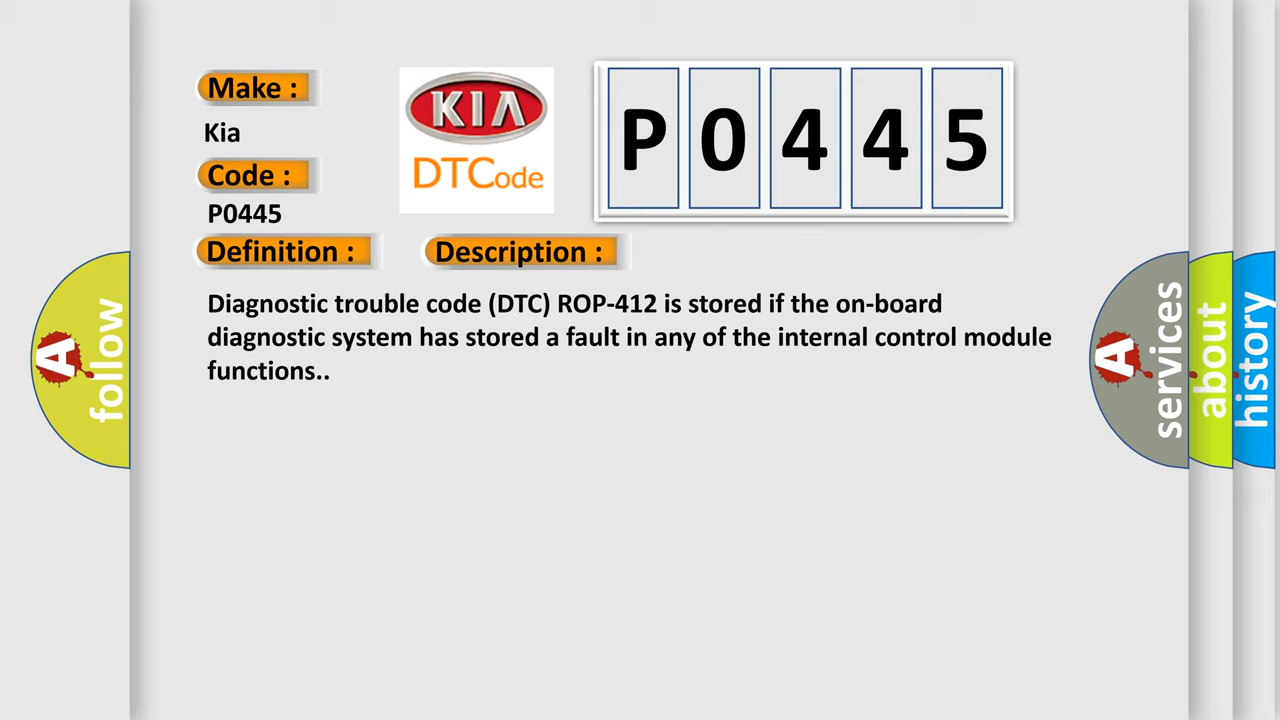 Make :
Kia
Code :
P0445
Definition :
Description :
KIA
DTCode
P0445
Diagnostic trouble code (DTC) ROP-412 is stored if the on-board
diagnostic system has stored a fault in any of the internal control module
functions..
A follow
A services
about
history